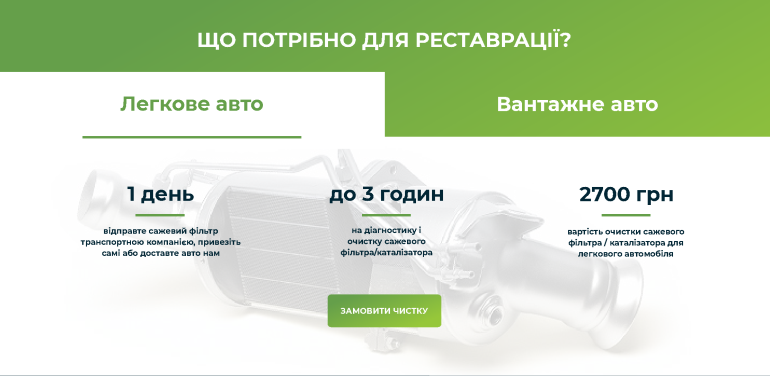 ЩО ПОТРІБНО ДЛЯ РЕСТАВРАЦІЇ?
Легкове авто
Вантажне авто
1 день
відправте сажевий фільтр
транспортною компанією, привезіть
самі або доставте авто нам
до 3 годин
на діагностику і
очистку сажевого
фільтра/каталізатора
2700 грн
вартість очистки сажевого
фільтра / каталізатора для
легкового автомобіля
ЗАМОВИТИ ЧИСТКУ